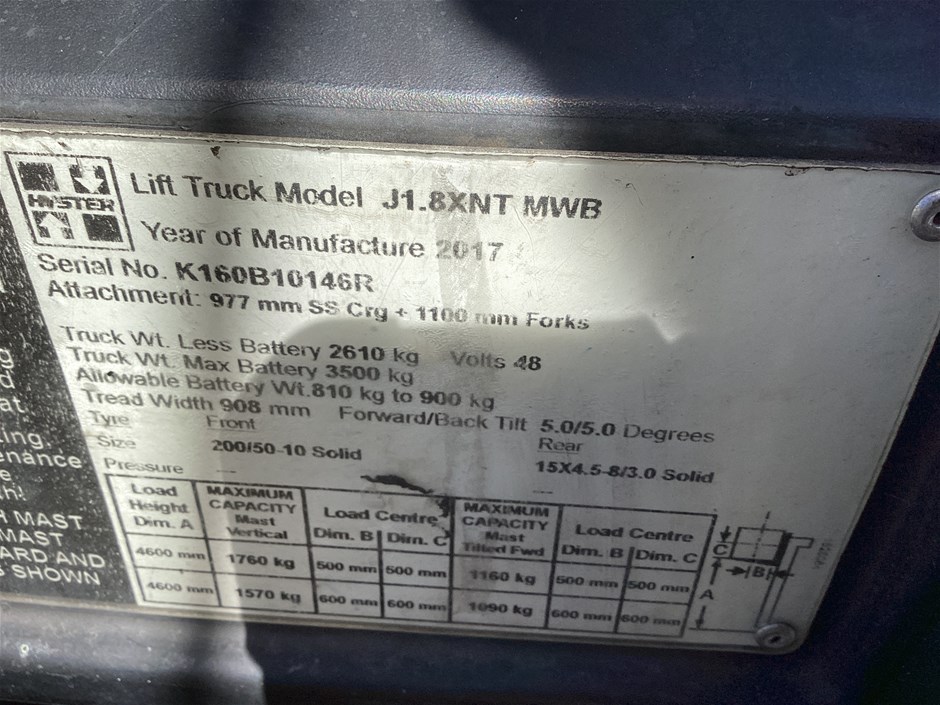 HYSTER
Lift Truck Model J1.8XNT MWB
Year of Manufacture 2017
Serial No. K160B10146R
Attachment: 977 mm SS Crg + 1100 mm Forks
Truck Wt. Less Battery 2610 kg Volts 48
Truck Wt. Max Battery 3500 kg
Allowable Battery Wt.810 kg to 900 kg
Tread Width 908 mm Forward/Back Tilt 5.0/5.0 Degrees
Tyre Front Rear
Size 200/50-10 Solid 15X4.5-8/3.0 Solid
Pressure ---- ----
Load Height Dim. A MAXIMUM CAPACITY Mast Vertical Load Centre Dim. B Dim. C MAXIMUM CAPACITY Mast Tilted Fwd Load Centre Dim. B Dim. C
4600 mm 1760 kg 500 mm 500 mm 1160 kg 500 mm 500 mm
4600 mm 1570 kg 600 mm 600 mm 1090 kg 600 mm 600 mm
C
B
A
MAST
MAST
ARD AND
SHOWN